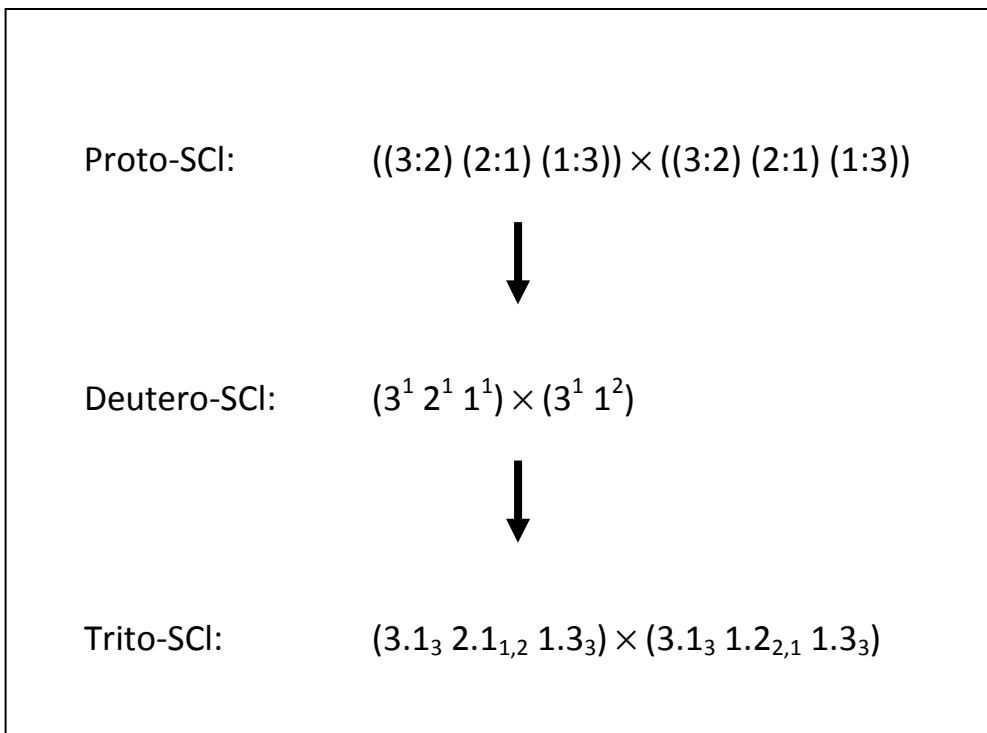 Proto-SCl: ((3:2) (2:1) (1:3)) × ((3:2) (2:1) (1:3))
Deutero-SCl: (3¹ 2¹ 1¹) × (3¹ 1²)
Trito-SCl: (3.1₃ 2.1₁,₂ 1.3₃) × (3.1₃ 1.2₂,₁ 1.3₃)